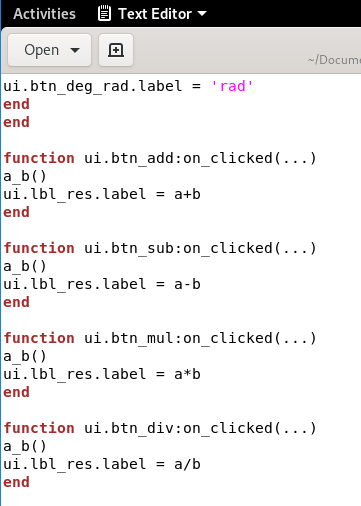 Activities Text Editor
Open
~/Docume
ui.btn_deg_rad.label = 'rad'
end
end
function ui.btn_add:on_clicked(...)
a_b()
ui.lbl_res.label = a+b
end
function ui.btn_sub:on_clicked(...)
a_b()
ui.lbl_res.label = a-b
end
function ui.btn_mul:on_clicked(...)
a_b()
ui.lbl_res.label = a*b
end
function ui.btn_div:on_clicked(...)
a_b()
ui.lbl_res.label = a/b
end